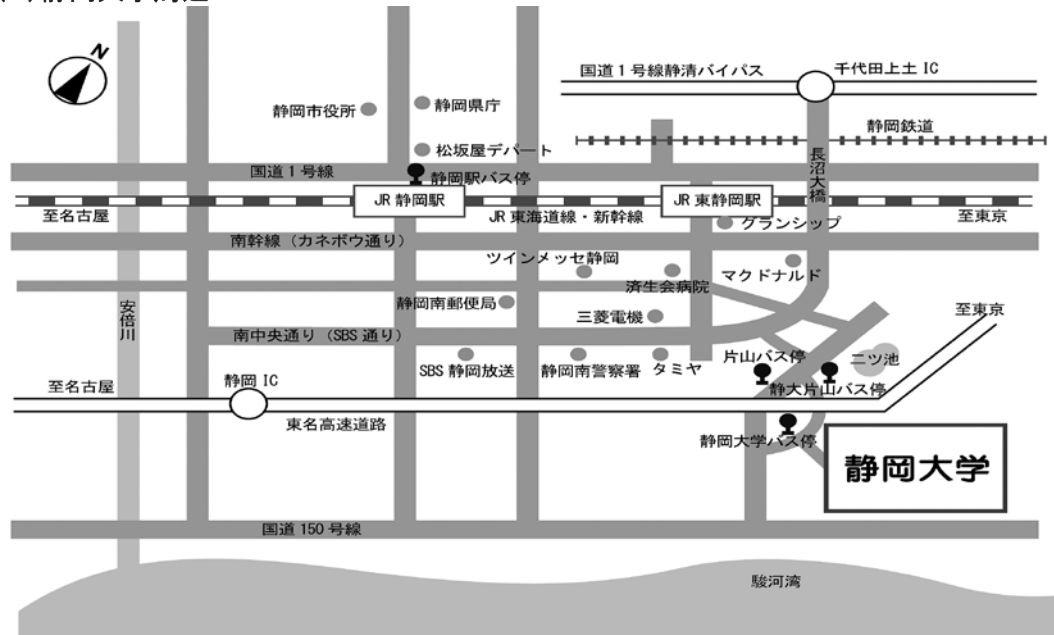 N
国道1号線静清バイパス
千代田上土 IC
静岡市役所
静岡県庁
静岡鉄道
松坂屋デパート
長沼大橋
国道1号線
静岡駅バス停
JR 静岡駅
JR 東静岡駅
至名古屋
JR 東海道線・新幹線
至東京
グランシップ
南幹線（カネボウ通り）
ツインメッセ静岡
済生会病院
マクドナルド
安倍川
静岡南郵便局
三菱電機
至東京
南中央通り（SBS 通り）
SBS 静岡放送
静岡南警察署
タミヤ
片山バス停
二ツ池
至名古屋
静岡 IC
静大片山バス停
東名高速道路
静岡大学バス停
静岡大学
国道 150 号線
駿河湾